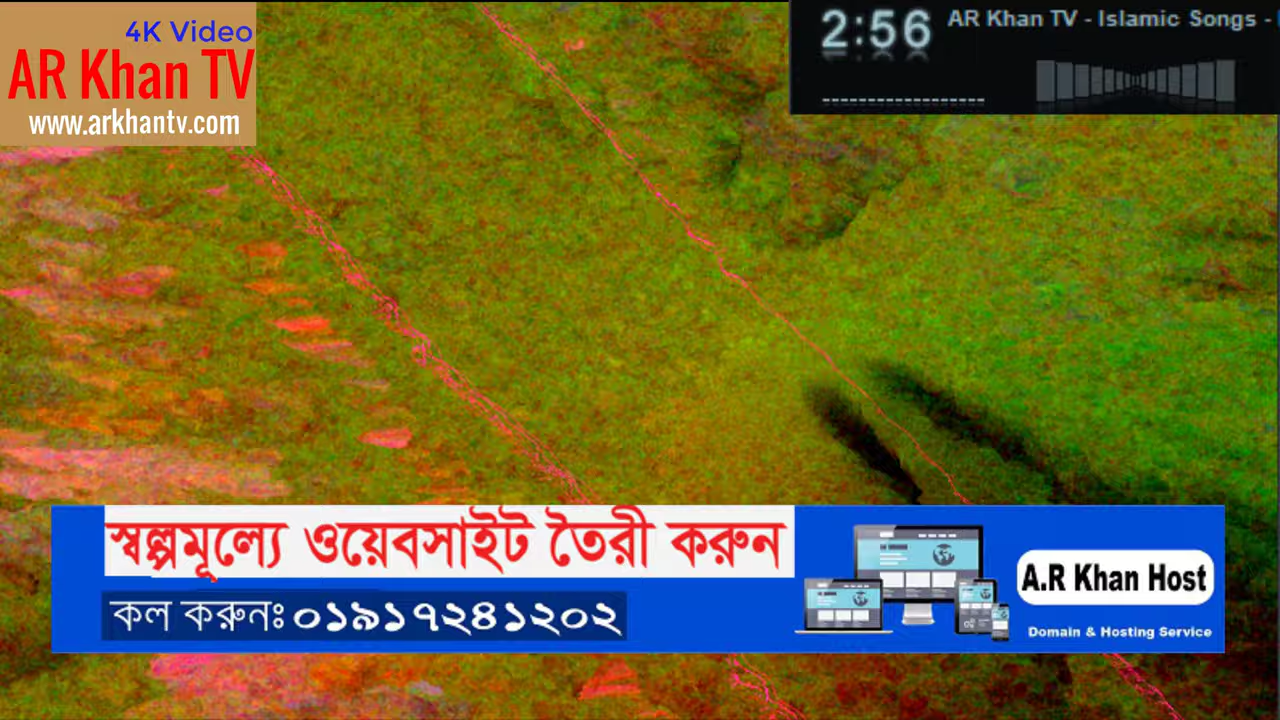 4K Video
AR Khan TV
www.arkhantv.com
2:56
AR Khan TV - Islamic Songs -
স্বল্পমূল্যে ওয়েবসাইট তৈরী করুন
কল করুনঃ ০১৯১৭২৪১২০২
A.R Khan Host
Domain & Hosting Service